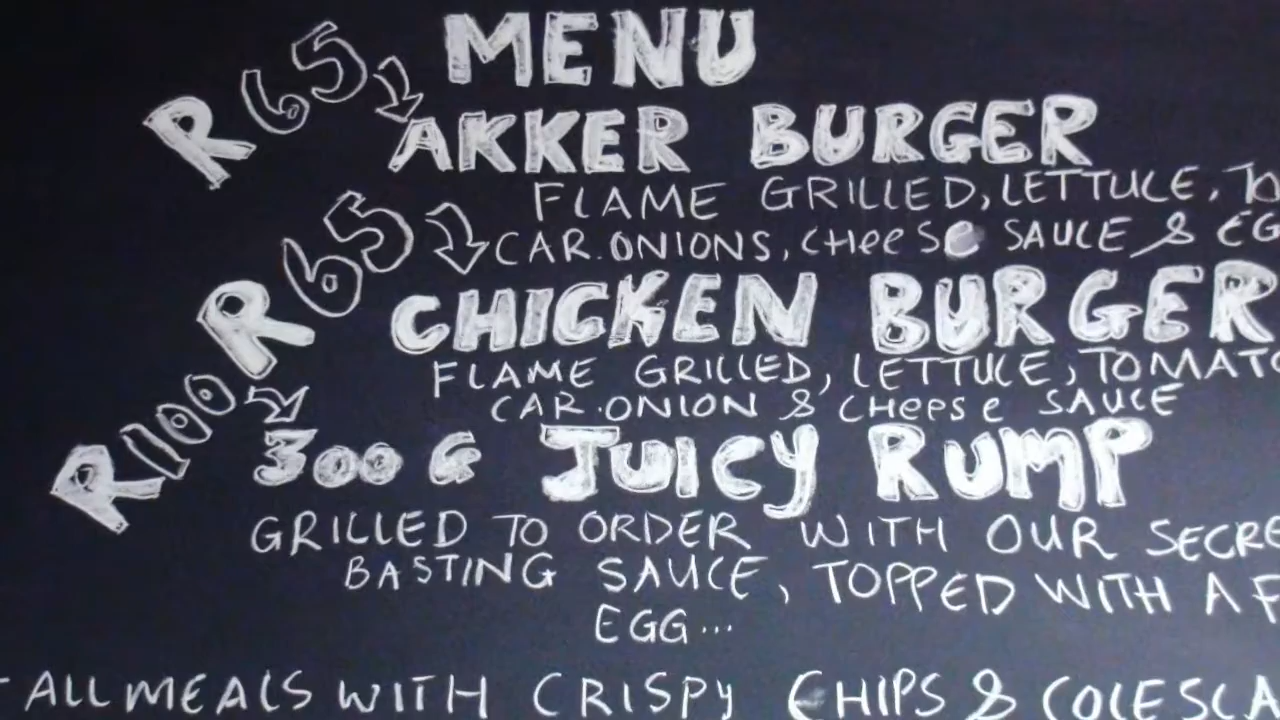 MENU
R65
AKKER BURGER
FLAME GRILLED, LETTUCE,
CAR.ONIONS, CHeeSe SAUCE & EG
R65
CHICKEN BURGER
FLAME GRILLED, LETTUCE, TOMATO
CAR.ONION & CHeese SAUCE
R100
300G JUICY RUMP
GRILLED TO ORDER WITH OUR SECRE
BASTING SAUCE, TOPPED WITH A F
EGG...
ALL MEALS WITH CRISPY CHIPS & COLESLA